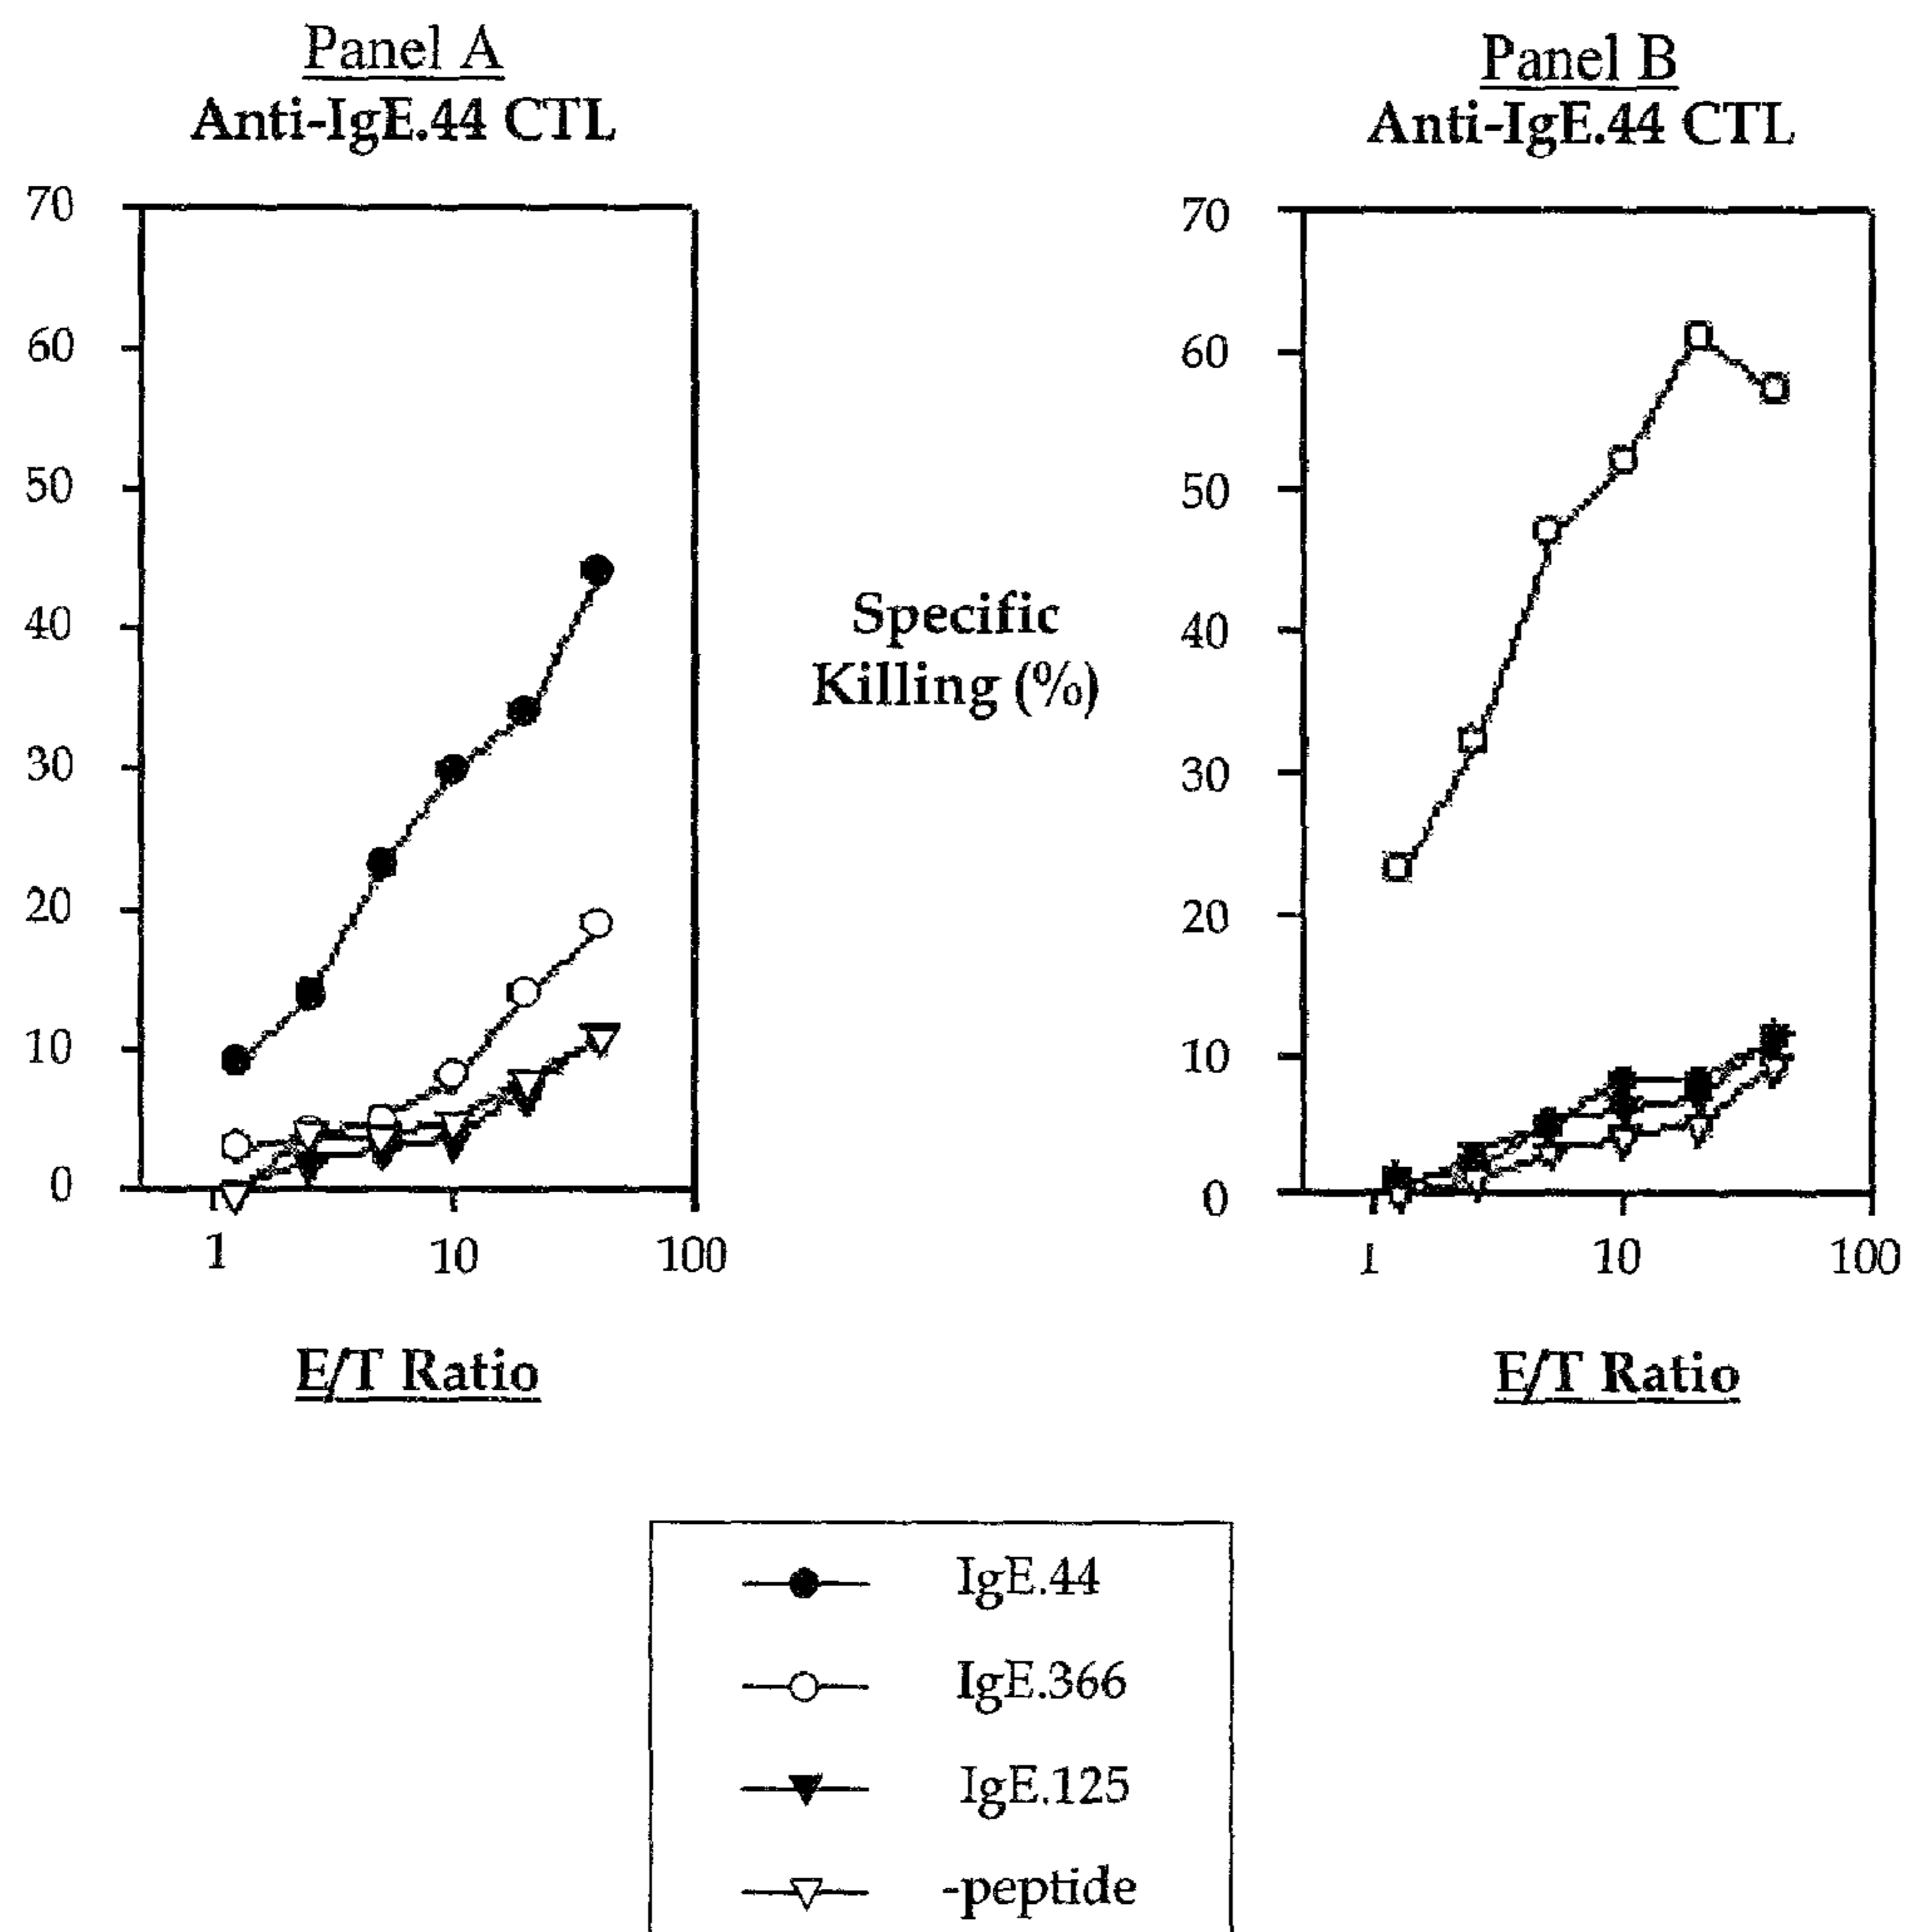 Panel A
Anti-IgE.44 CTL
70
60
50
40
30
20
10
0
1 10 100
E/T Ratio
Specific
Killing (%)
Panel B
Anti-IgE.44 CTL
70
60
50
40
30
20
10
0
1 10 100
E/T Ratio
IgE.44
IgE.366
IgE.125
-peptide